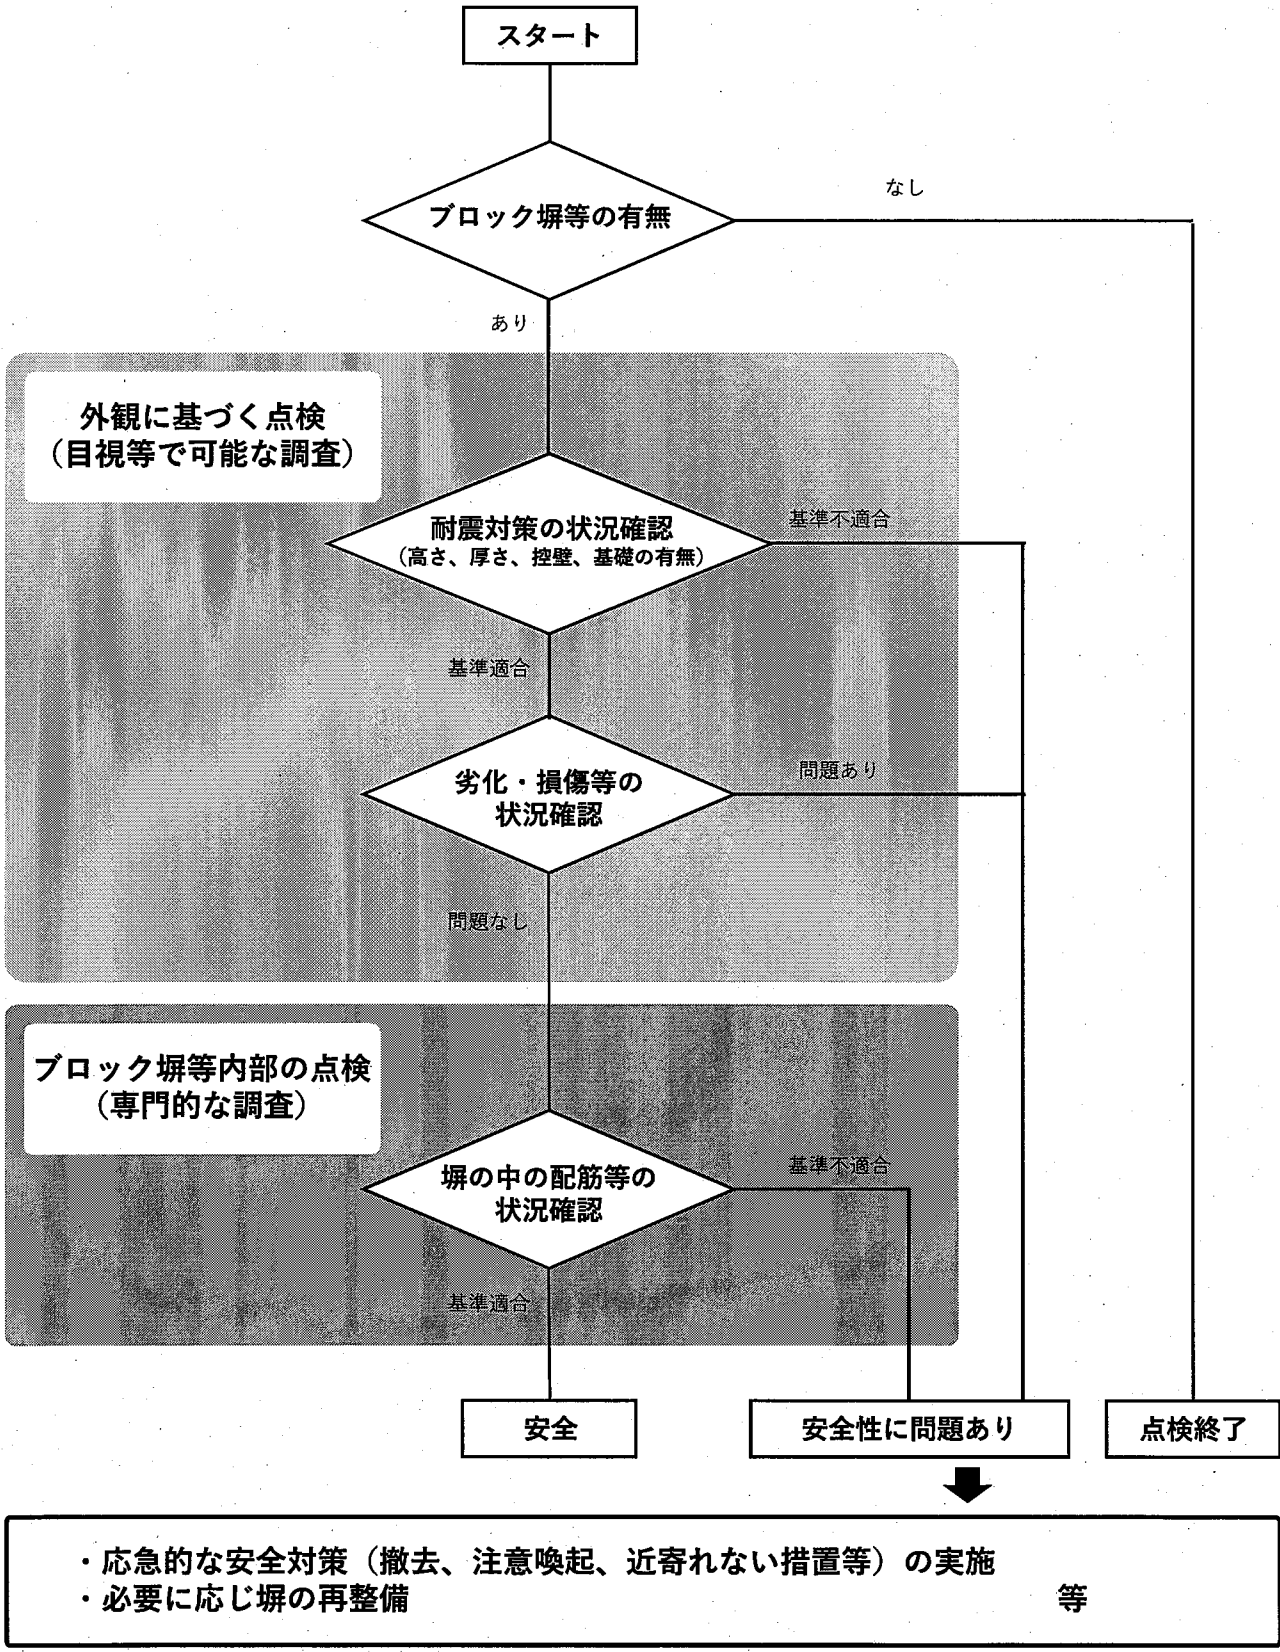 スタート
ブロック塀等の有無
なし
あり
外観に基づく点検
（目視等で可能な調査）
耐震対策の状況確認
（高さ、厚さ、控壁、基礎の有無）
基準不適合
基準適合
劣化・損傷等の
状況確認
問題あり
問題なし
ブロック塀等内部の点検
（専門的な調査）
塀の中の配筋等の
状況確認
基準不適合
基準適合
安全
安全性に問題あり
点検終了
・応急的な安全対策（撤去、注意喚起、近寄れない措置等）の実施
・必要に応じ塀の再整備 等